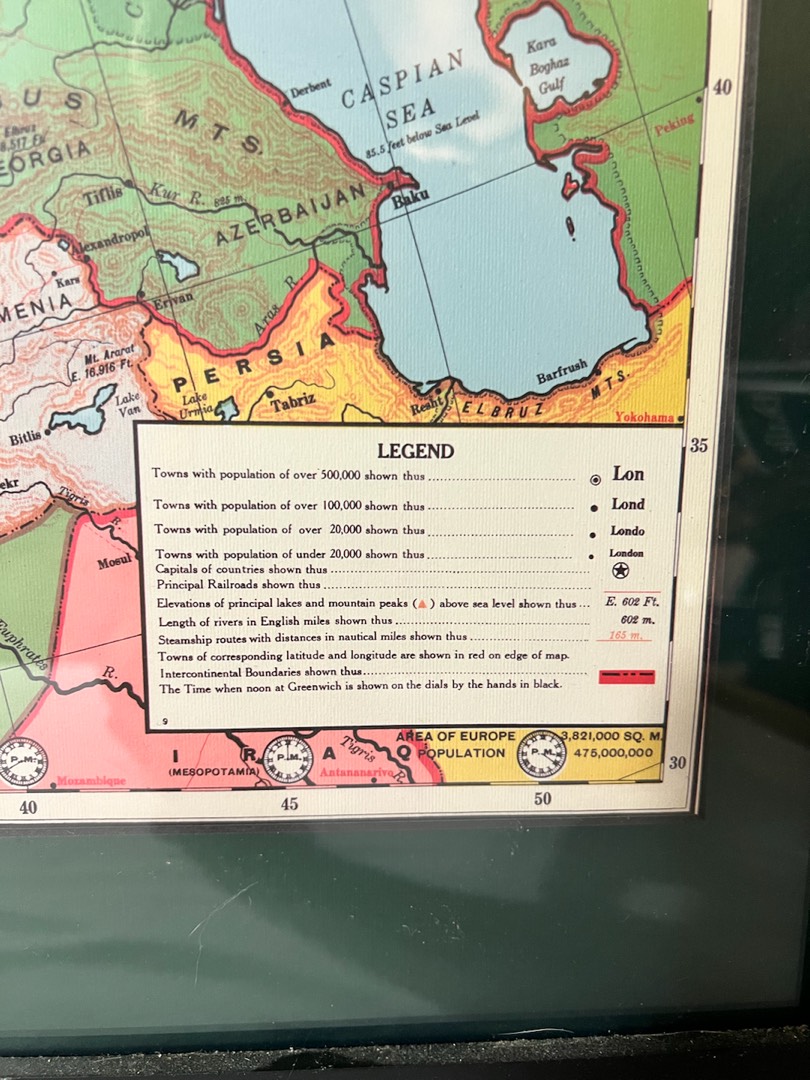 CASPIAN
SEA
85.5 feet below Sea Level
Kara
Boghaz
Gulf
40
Peking
Derbent
U S
M T S.
8,517 Ft.
EORGIA
Tiflis
Kur R. 825 m.
AZERBAIJAN
Baku
Alexandropol
Kars
MENIA
Erivan
Aras R.
PERSIA
Mt. Ararat
E. 16,916 Ft.
Lake
Van
Lake
Urmia
Tabriz
Resht
ELBRUZ MTS.
Barfrush
Yokohama
Bitlis
35
ekr
Tigris
R.
Mosul
Euphrates
R.
LEGEND
Towns with population of over 500,000 shown thus Lon
Towns with population of over 100,000 shown thus Lond
Towns with population of over 20,000 shown thus Londo
Towns with population of under 20,000 shown thus London
Capitals of countries shown thus
Principal Railroads shown thus
Elevations of principal lakes and mountain peaks ( ) above sea level shown thus ... E. 602 Ft.
Length of rivers in English miles shown thus 602 m.
Steamship routes with distances in nautical miles shown thus 165 m.
Towns of corresponding latitude and longitude are shown in red on edge of map.
Intercontinental Boundaries shown thus
The Time when noon at Greenwich is shown on the dials by the hands in black.
9
AREA OF EUROPE 3,821,000 SQ. M.
POPULATION 475,000,000
P.M.
P.M.
P.M.
I R A Q
(MESOPOTAMIA)
Tigris
R.
Mozambique
Antananarivo
30
40
45
50